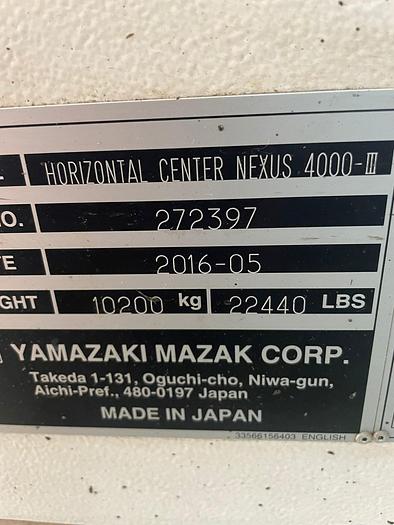 HORIZONTAL CENTER NEXUS 4000-III
O. 272397
TE 2016-05
GHT 10200 kg 22440 LBS
YAMAZAKI MAZAK CORP.
Takeda 1-131, Oguchi-cho, Niwa-gun,
Aichi-Pref., 480-0197 Japan
MADE IN JAPAN
33566156403 ENGLISH